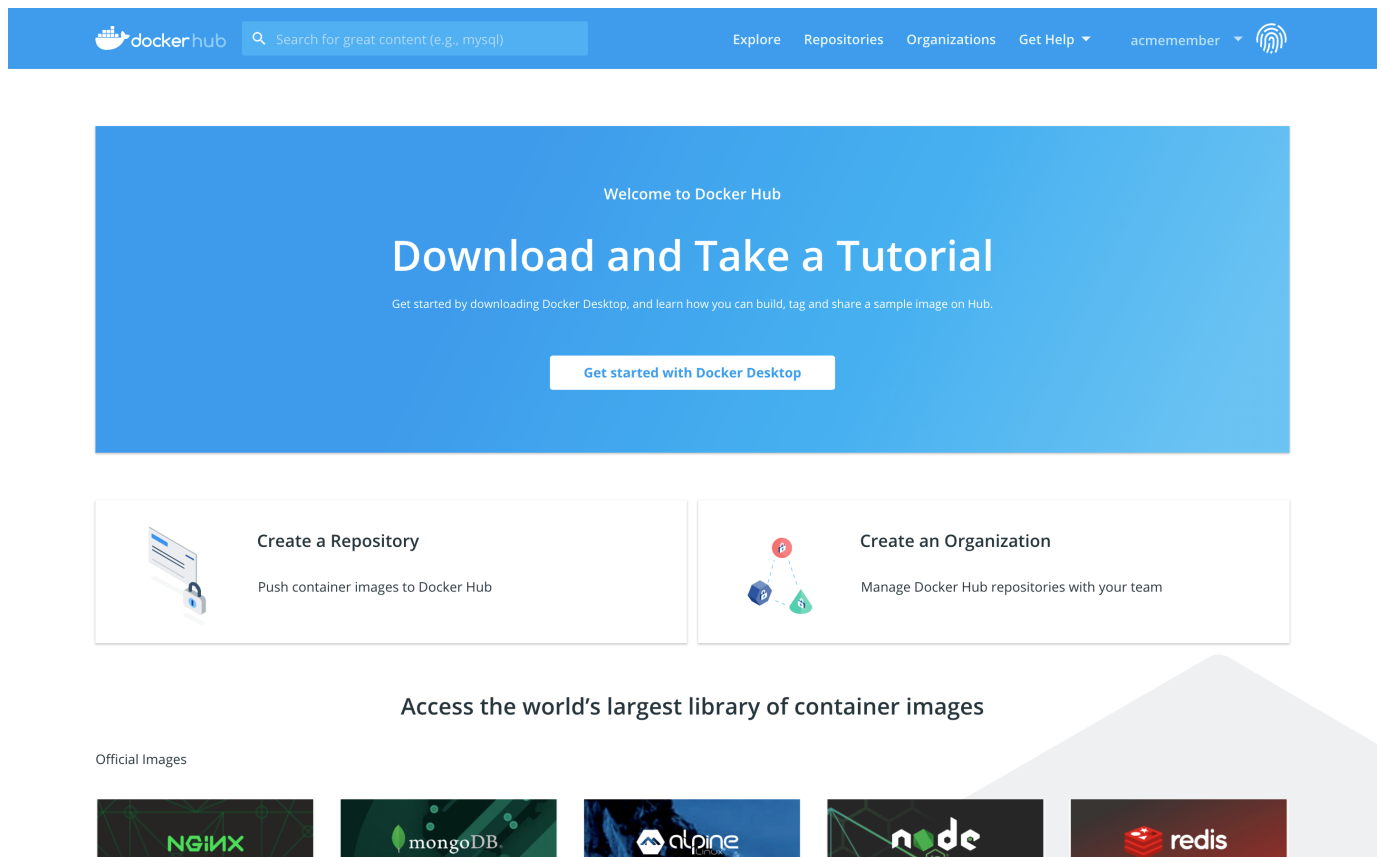 dockerhub
Search for great content (e.g., mysql)
Explore
Repositories
Organizations
Get Help
acmemember
Welcome to Docker Hub
Download and Take a Tutorial
Get started by downloading Docker Desktop, and learn how you can build, tag and share a sample image on Hub.
Get started with Docker Desktop
Create a Repository
Push container images to Docker Hub
Create an Organization
Manage Docker Hub repositories with your team
Access the world’s largest library of container images
Official Images
NGINX
mongoDB.
alpine
Linux
node
redis